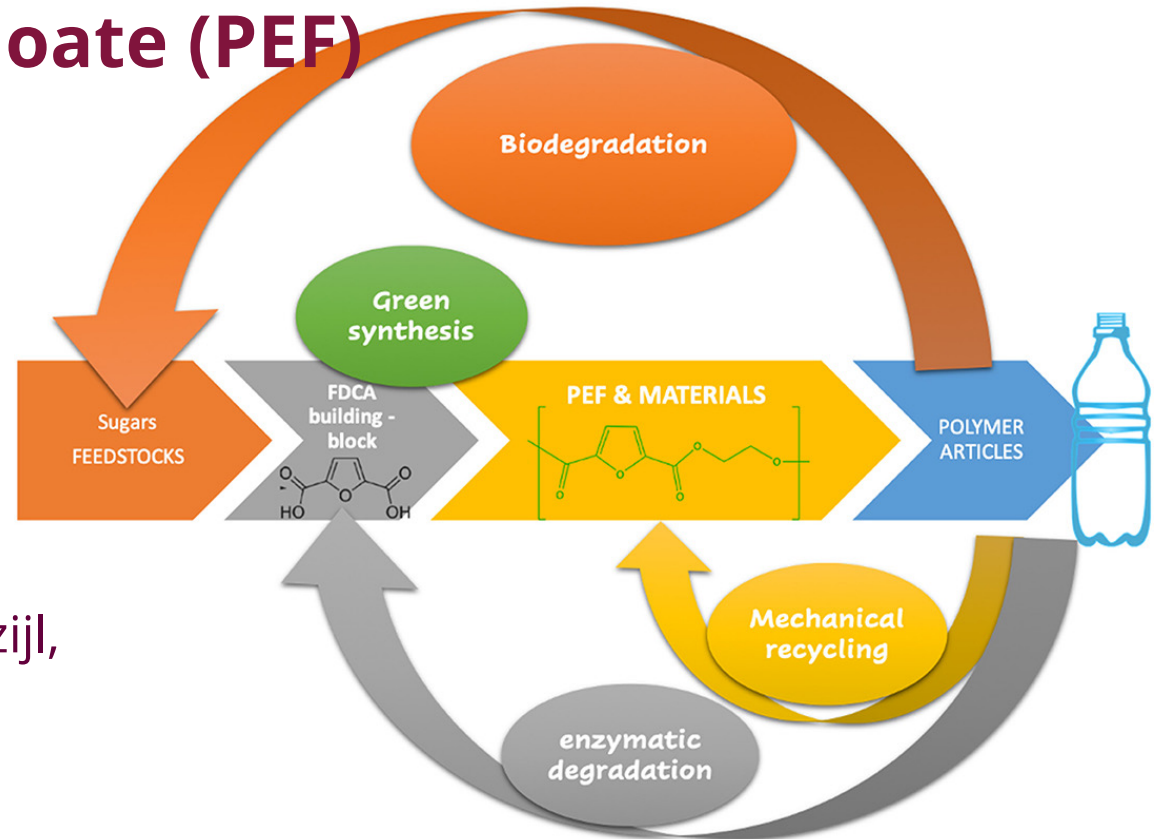 oate (PEF)
Biodegradation
Green
synthesis
Sugars
FEEDSTOCKS
FDCA
building -
block
O
O
O
HO
OH
PEF & MATERIALS
O
O
O
O
O
POLYMER
ARTICLES
zijl,
Mechanical
recycling
enzymatic
degradation